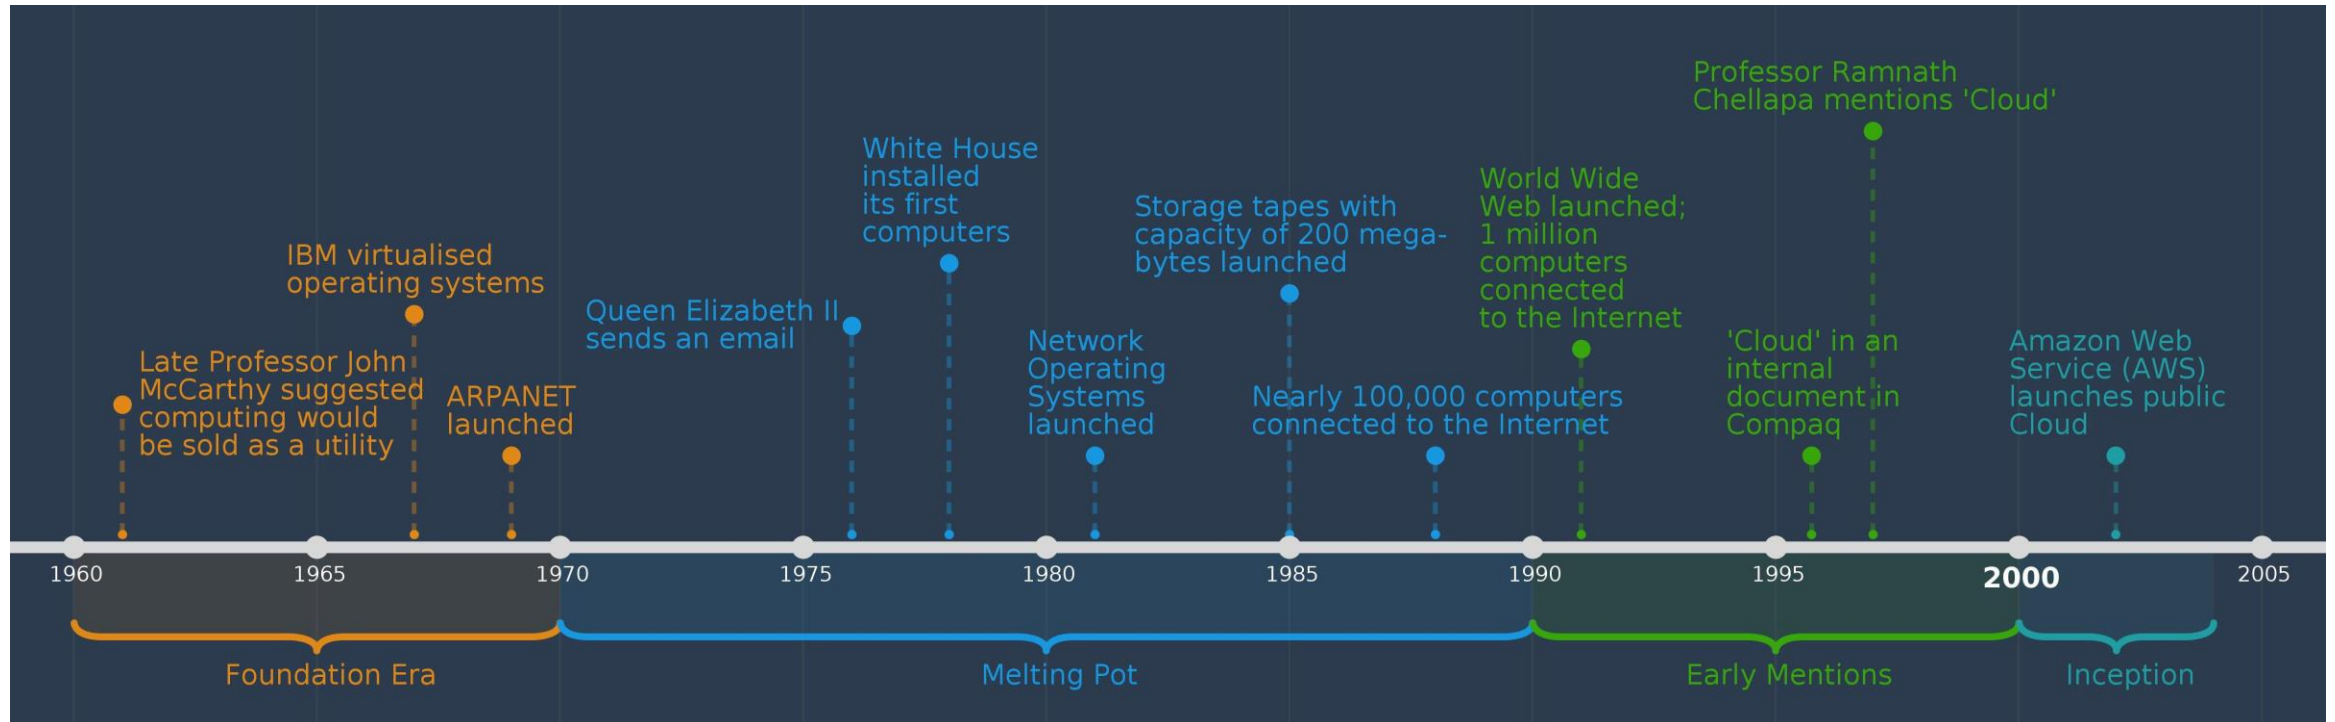 Professor Ramnath
Chellapa mentions 'Cloud'
White House
installed
its first
computers
World Wide
Web launched;
1 million
computers
connected
to the Internet
Storage tapes with
capacity of 200 mega-
bytes launched
IBM virtualised
operating systems
Queen Elizabeth II
sends an email
Network
Operating
Systems
launched
'Cloud' in an
internal
document in
Compaq
Amazon Web
Service (AWS)
launches public
Cloud
Late Professor John
McCarthy suggested
computing would
be sold as a utility
ARPANET
launched
Nearly 100,000 computers
connected to the Internet
1960 1965 1970 1975 1980 1985 1990 1995 2000 2005
Foundation Era Melting Pot Early Mentions Inception